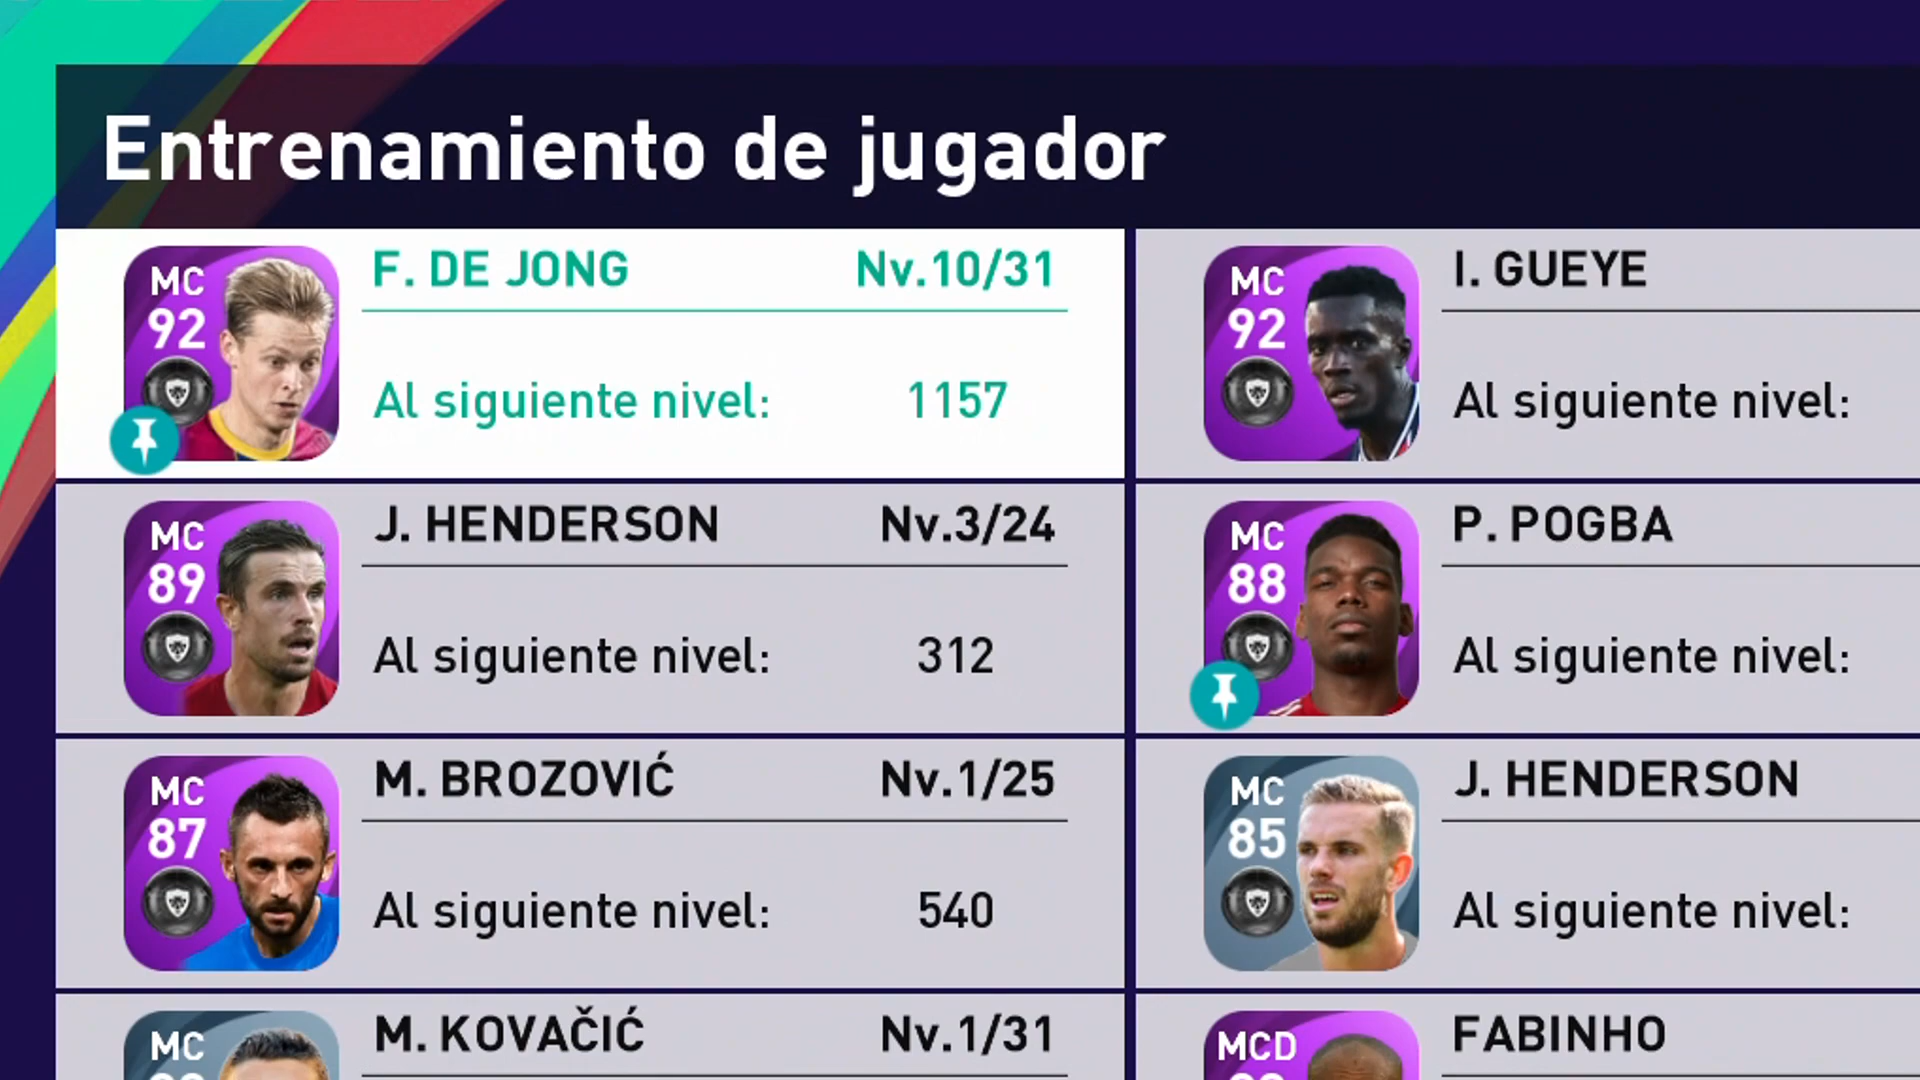 Entrenamiento de jugador
MC
92
F. DE JONG Nv.10/31
Al siguiente nivel: 1157
MC
92
I. GUEYE
Al siguiente nivel:
MC
89
J. HENDERSON Nv.3/24
Al siguiente nivel: 312
MC
88
P. POGBA
Al siguiente nivel:
MC
87
M. BROZOVIĆ Nv.1/25
Al siguiente nivel: 540
MC
85
J. HENDERSON
Al siguiente nivel:
MC
M. KOVAČIĆ Nv.1/31
MCD
FABINHO